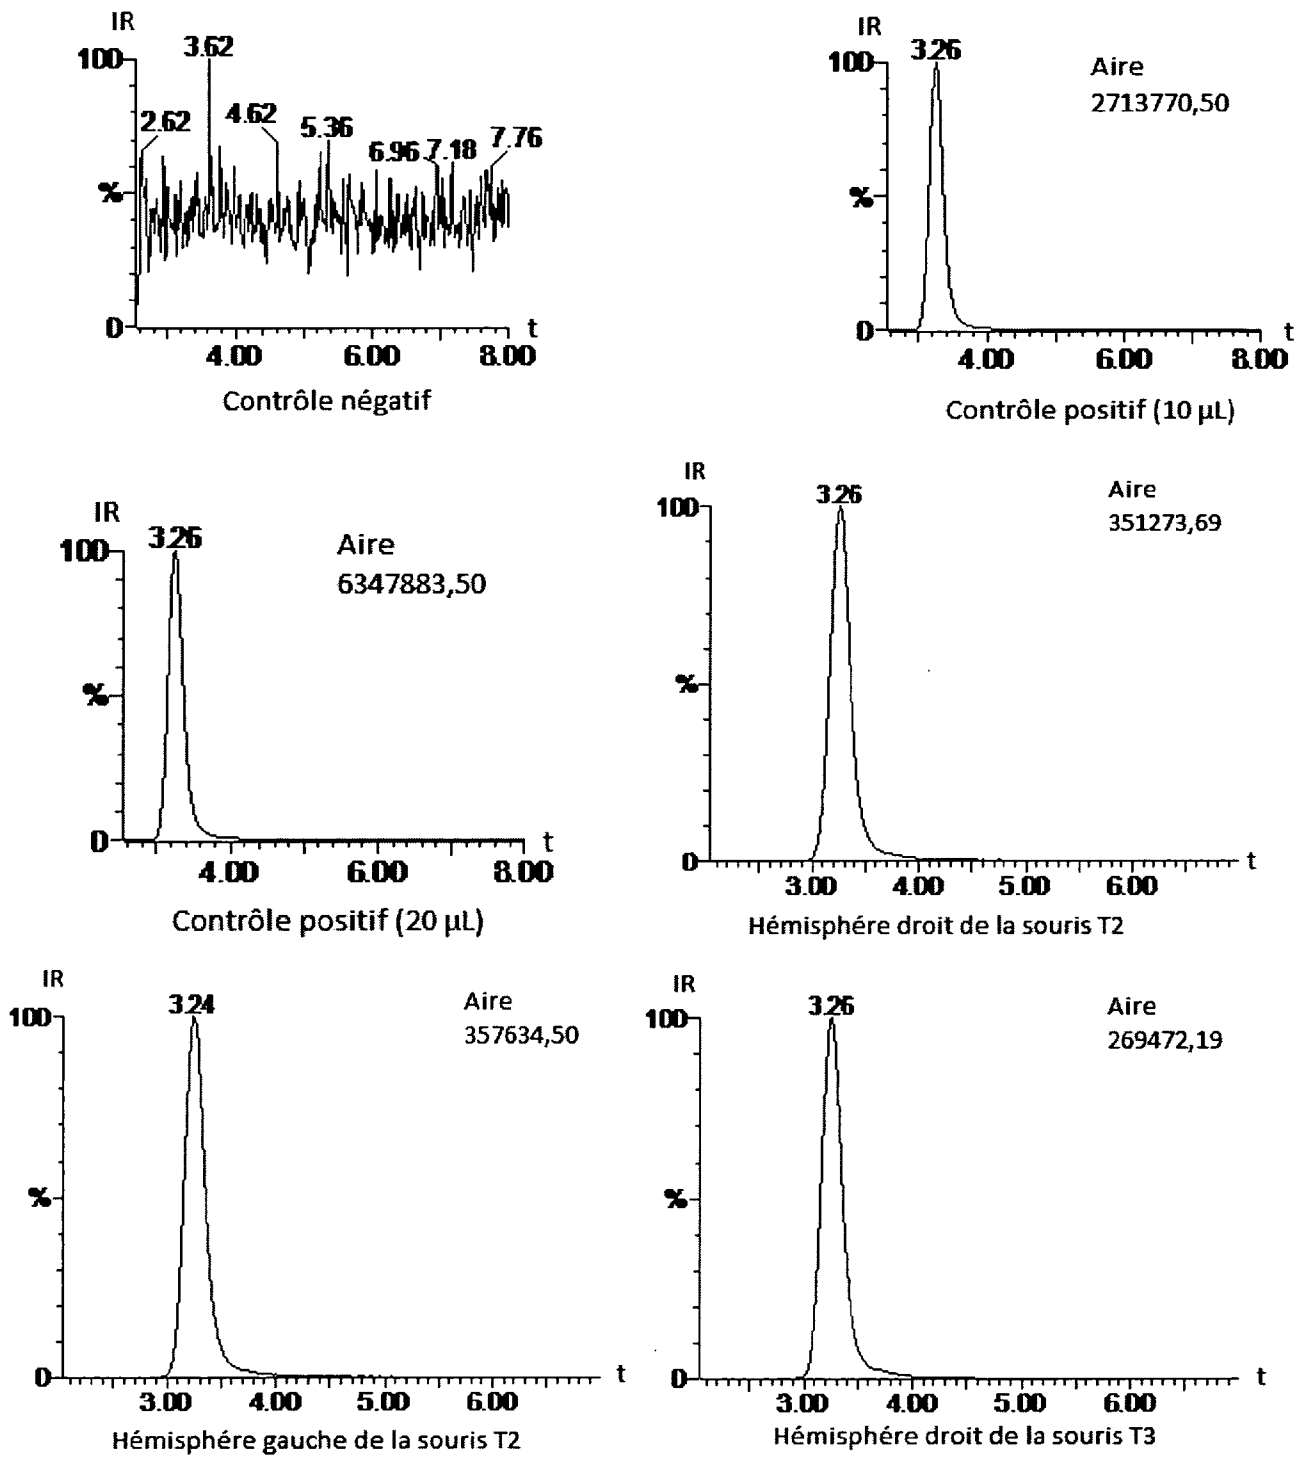 IR
100
3.62
2.62
4.62
5.36
6.96
7.18
7.76
%
0
4.00
6.00
8.00
t
Contrôle négatif
IR
100
3.26
Aire
2713770,50
%
0
4.00
6.00
8.00
t
Contrôle positif (10 µL)
IR
100
3.26
Aire
6347883,50
%
0
4.00
6.00
8.00
t
Contrôle positif (20 µL)
IR
100
3.26
Aire
351273,69
%
0
3.00
4.00
5.00
6.00
t
Hémisphére droit de la souris T2
IR
100
3.24
Aire
357634,50
%
0
3.00
4.00
5.00
6.00
t
Hémisphére gauche de la souris T2
IR
100
3.26
Aire
269472,19
%
0
3.00
4.00
5.00
6.00
t
Hémisphére droit de la souris T3